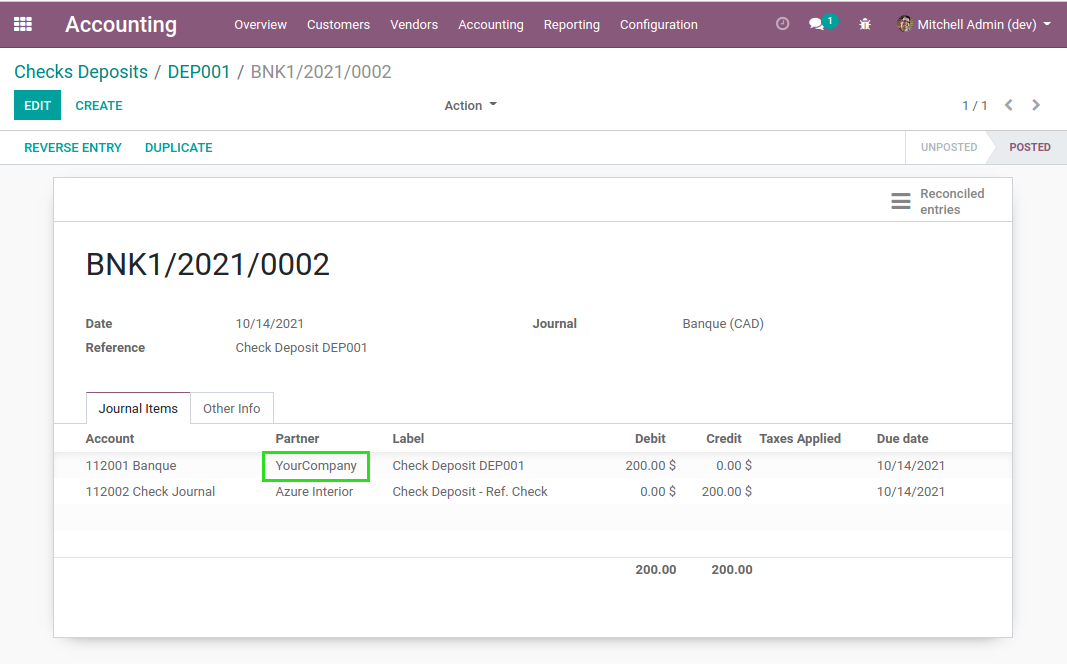 Accounting Overview Customers Vendors Accounting Reporting Configuration 1 Mitchell Admin (dev)
Checks Deposits / DEP001 / BNK1/2021/0002
EDIT CREATE Action 1 / 1
REVERSE ENTRY DUPLICATE UNPOSTED POSTED
Reconciled
entries
BNK1/2021/0002
Date 10/14/2021 Journal Banque (CAD)
Reference Check Deposit DEP001
Journal Items Other Info
Account Partner Label Debit Credit Taxes Applied Due date
112001 Banque YourCompany Check Deposit DEP001 200.00 $ 0.00 $ 10/14/2021
112002 Check Journal Azure Interior Check Deposit - Ref. Check 0.00 $ 200.00 $ 10/14/2021
200.00 200.00